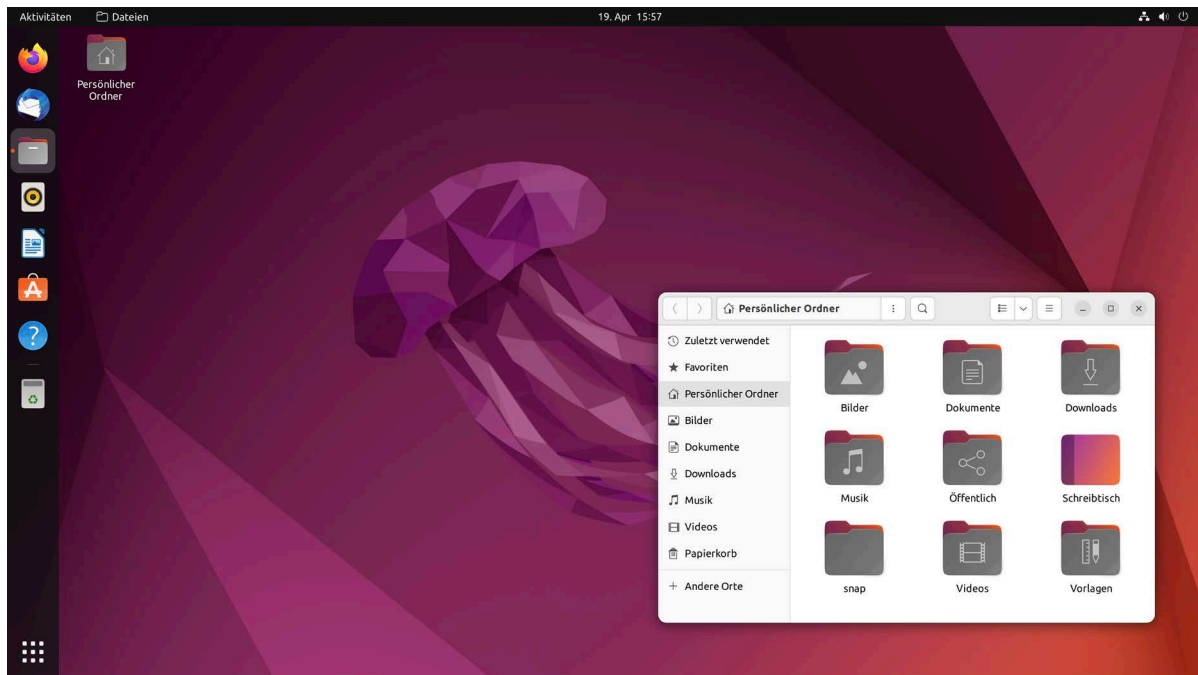 Aktivitäten
Dateien
19. Apr 15:57
Persönlicher
Ordner
Persönlicher Ordner
Zuletzt verwendet
Favoriten
Persönlicher Ordner
Bilder
Dokumente
Downloads
Musik
Videos
Papierkorb
Andere Orte
Bilder
Dokumente
Downloads
Musik
Öffentlich
Schreibtisch
snap
Videos
Vorlagen